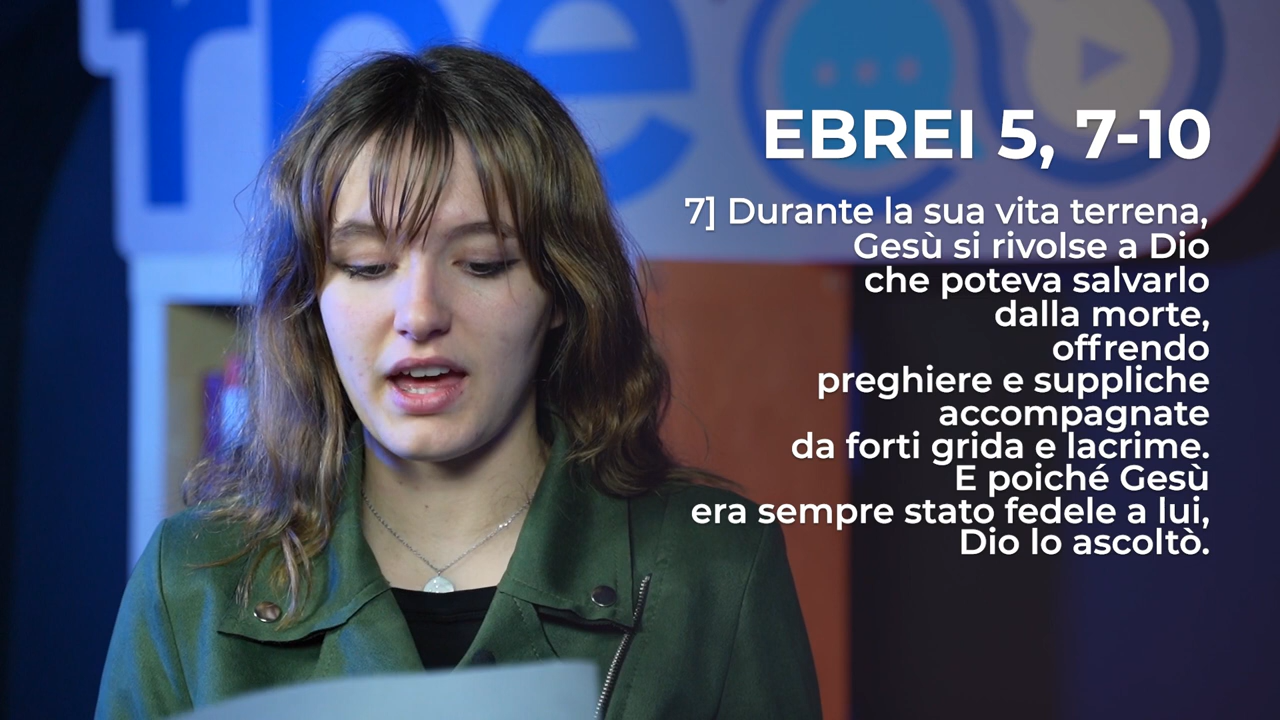 the
EBREI 5, 7-10
7] Durante la sua vita terrena,
Gesù si rivolse a Dio
che poteva salvarlo
dalla morte,
offrendo
preghiere e suppliche
accompagnate
da forti grida e lacrime.
E poiché Gesù
era sempre stato fedele a lui,
Dio lo ascoltò.